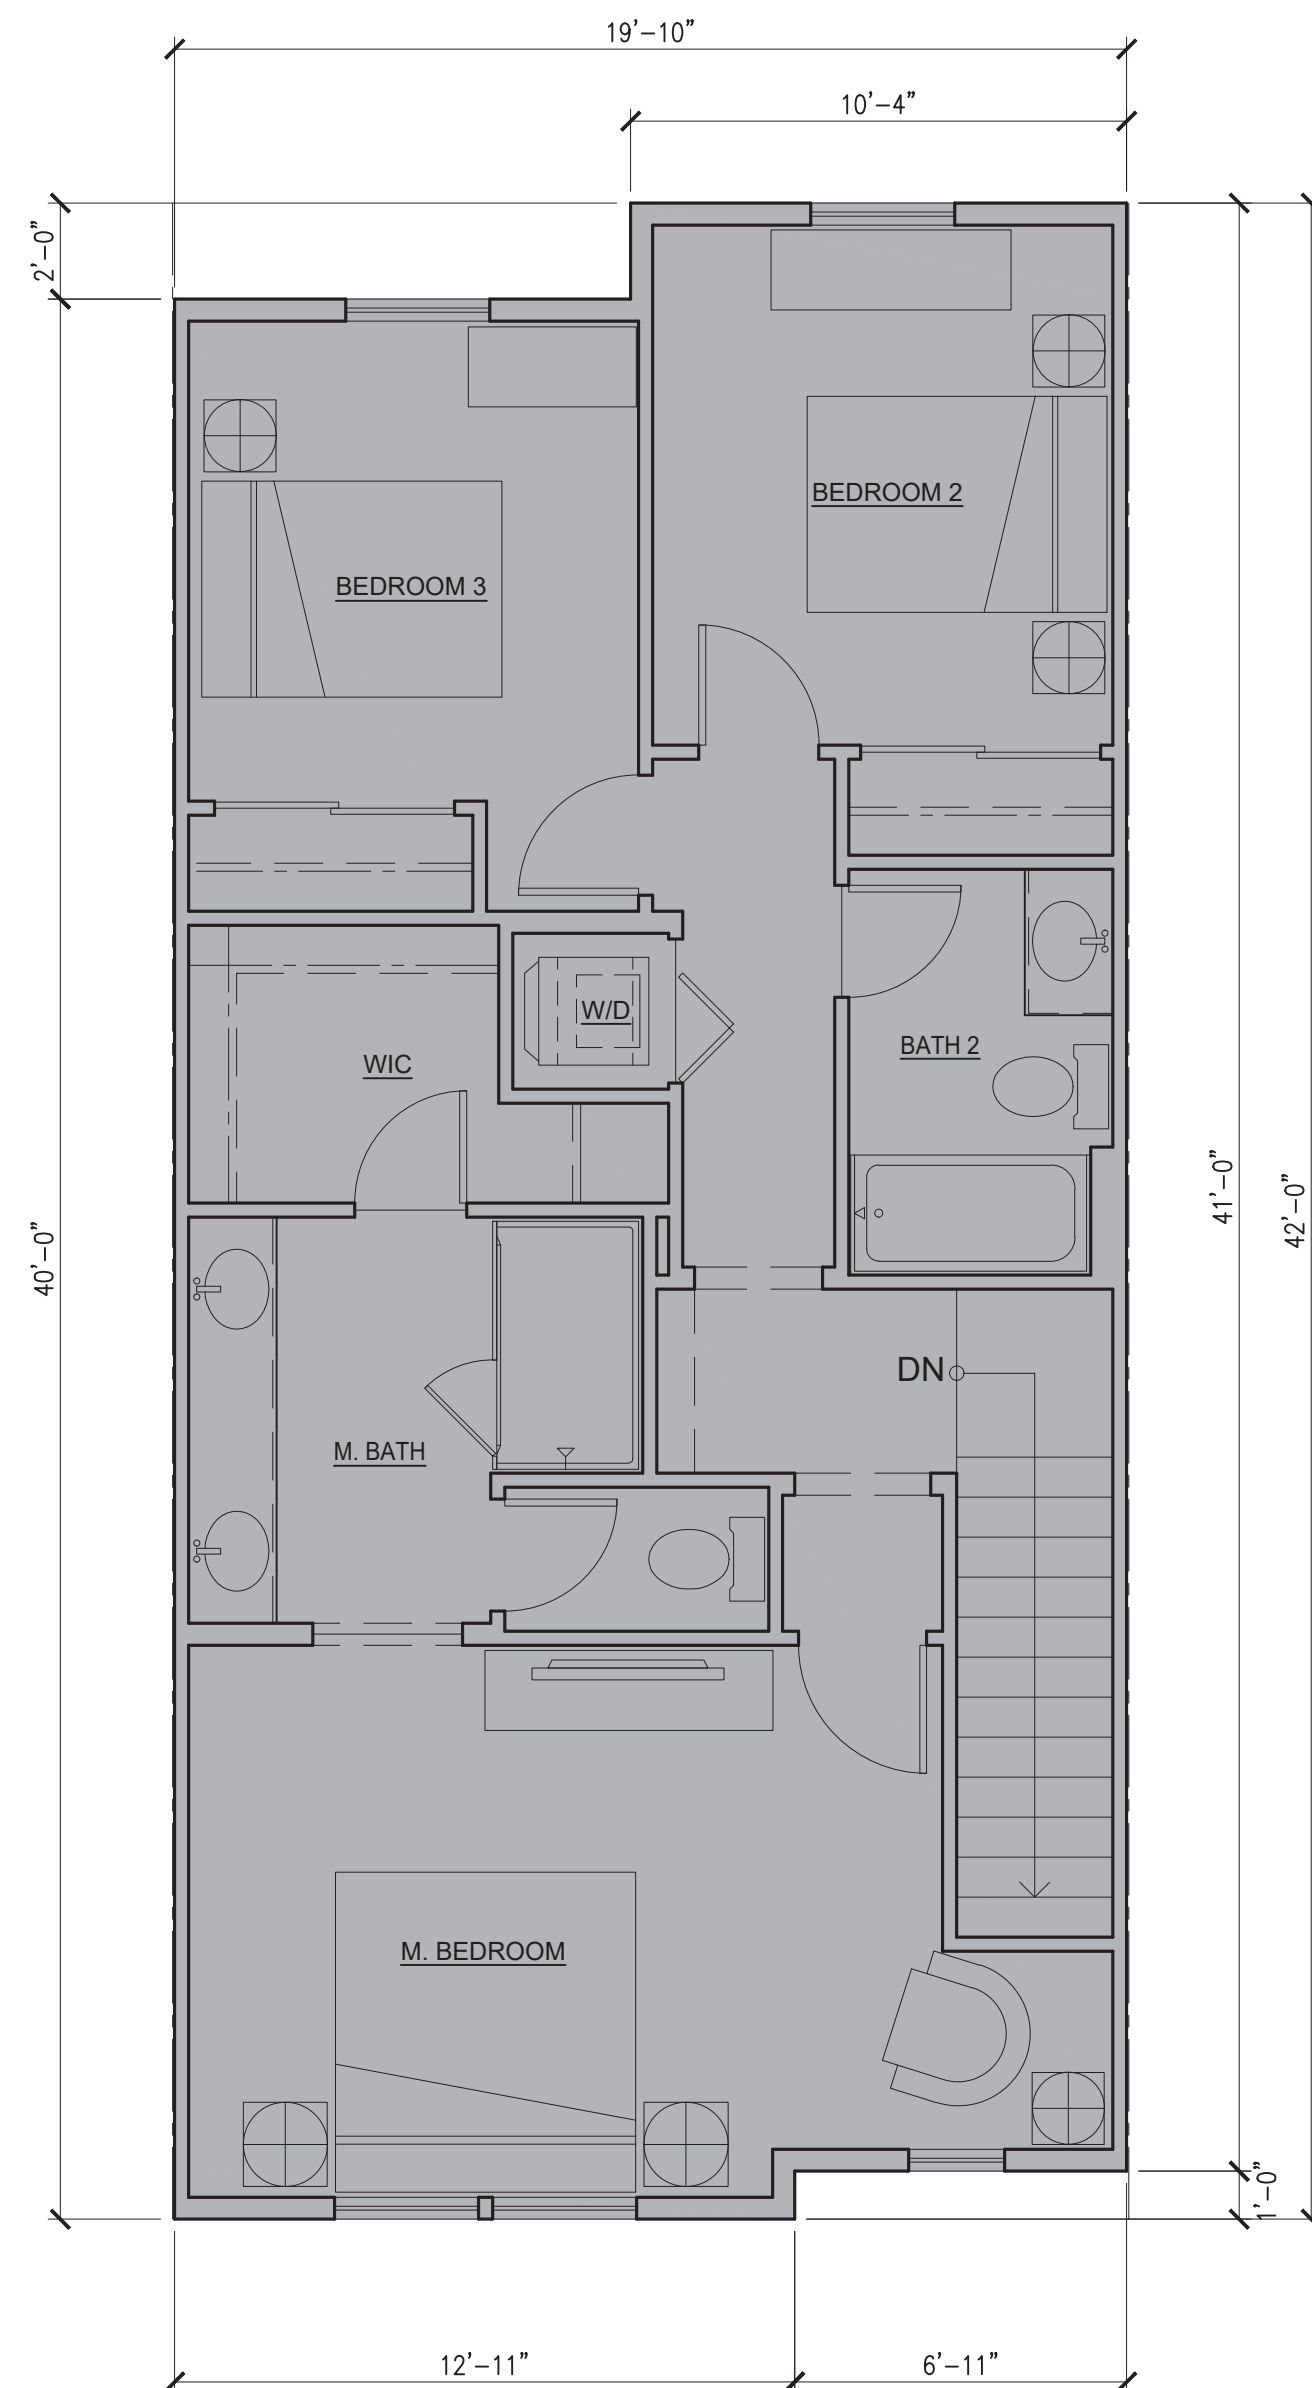 19'-10"
10'-4"
2'-0"
BEDROOM 2
BEDROOM 3
W/D
BATH 2
WIC
41'-0"
42'-0"
40'-0"
DN
M. BATH
M. BEDROOM
1'-0"
12'-11"
6'-11"